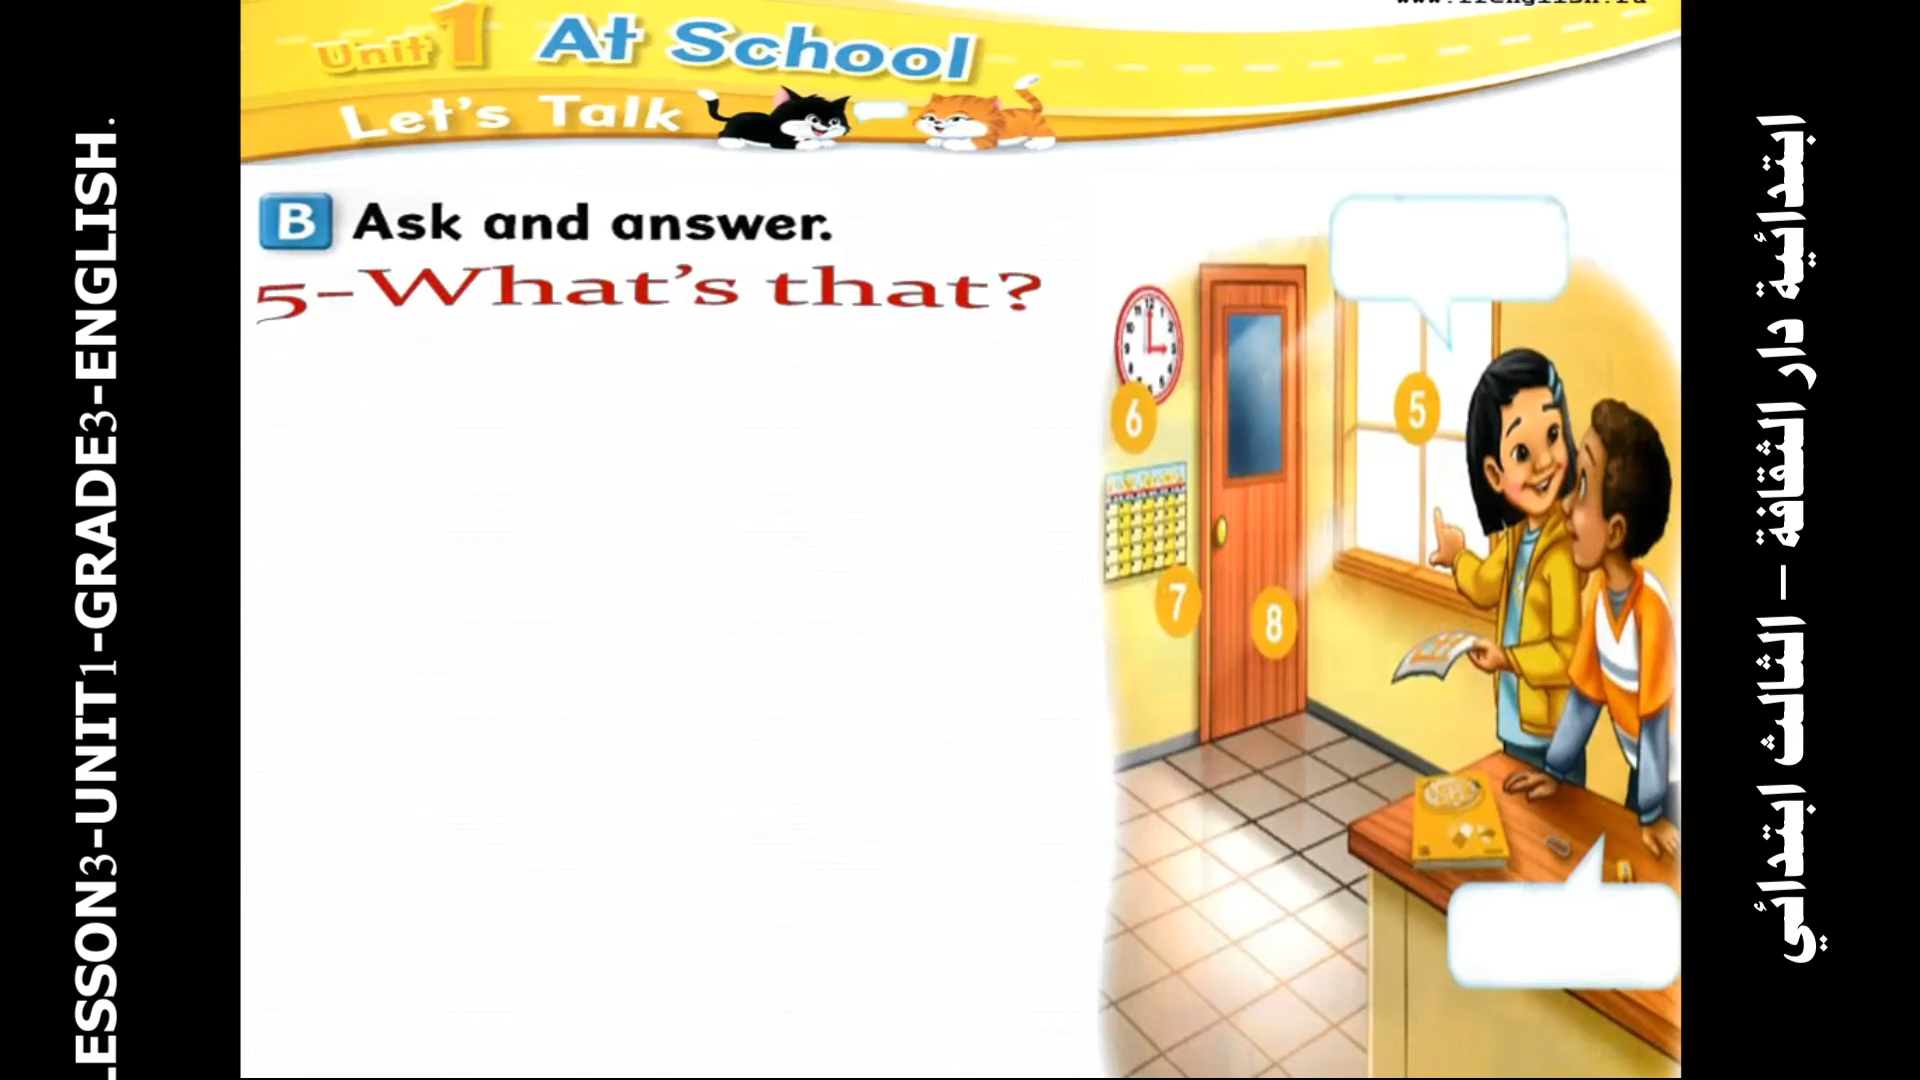 Unit 1 At School
Let's Talk
B Ask and answer.
5-What's that?
5
6
7
8
LESSON3-UNIT1-GRADE3-ENGLISH.
ابتدائية دار الثقافة – الثالث ابتدائي